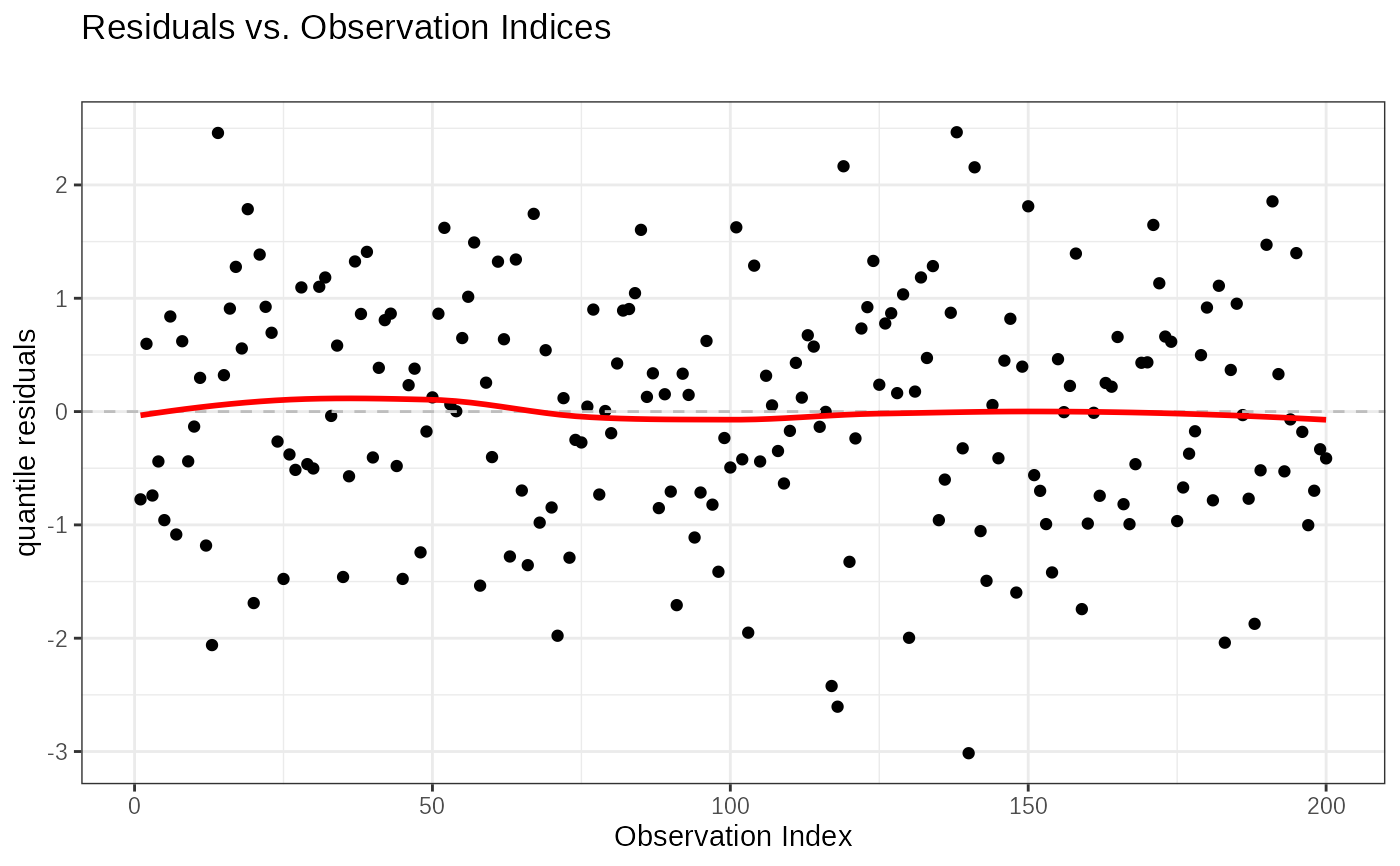 Residuals vs. Observation Indices
quantile residuals
2
1
0
-1
-2
-3
0 50 100 150 200
Observation Index